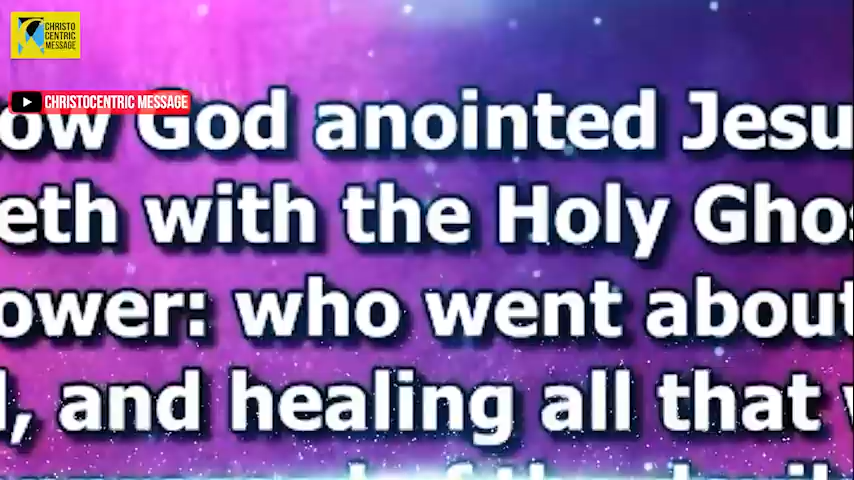 CHRISTO
CENTRIC
MESSAGE
CHRISTOCENTRIC MESSAGE
ow God anointed Jesu
eth with the Holy Ghos
ower: who went about
, and healing all that